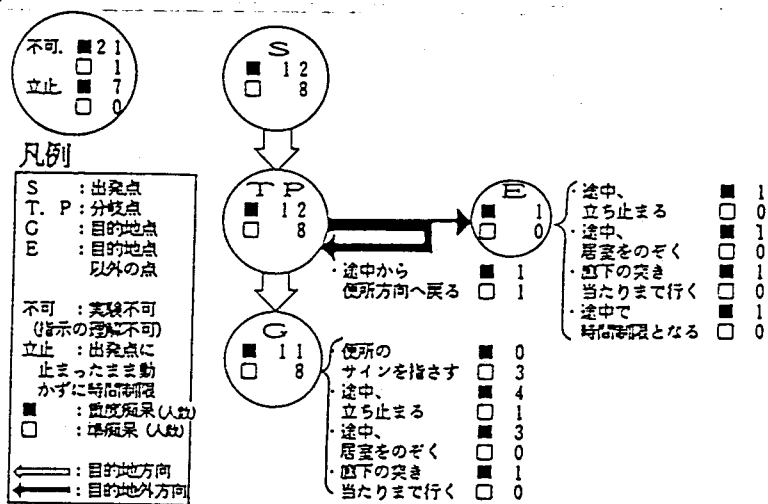 不可. ■ 21
□ 1
立止 ■ 7
□ 0
S
■ 12
□ 8
凡例
S :出発点
T. P:分岐点
G :目的地点
E :目的地点
以外の点
不可 :実験不可
(指示の理解不可)
立止 :出発点に
止まったまま動
かずに時間制限
■ :重度痴呆(人数)
□ :準痴呆(人数)
:目的地方向
:目的地外方向
TP
■ 12
□ 8
・途中から
便所方向へ戻る
■ 1
□ 1
E
■ 1
□ 0
・途中、
立ち止まる
■ 1
□ 0
・途中、
居室をのぞく
■ 1
□ 0
・廊下の突き
当たりまで行く
■ 1
□ 0
・途中で
時間制限となる
■ 1
□ 0
G
■ 11
□ 8
・便所の
サインを指さす
■ 0
□ 3
・途中、
立ち止まる
■ 4
□ 1
・途中、
居室をのぞく
■ 3
□ 0
・廊下の突き
当たりまで行く
■ 1
□ 0